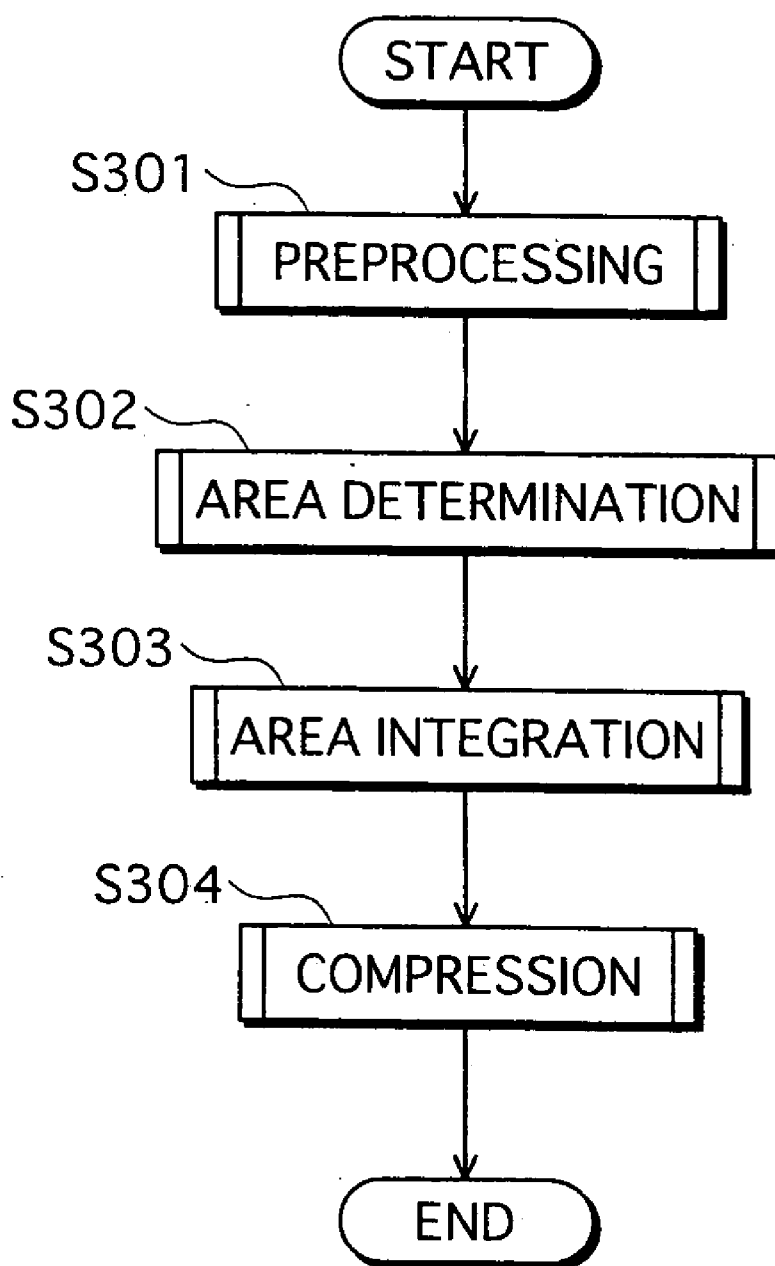 START
S301
PREPROCESSING
S302
AREA DETERMINATION
S303
AREA INTEGRATION
S304
COMPRESSION
END